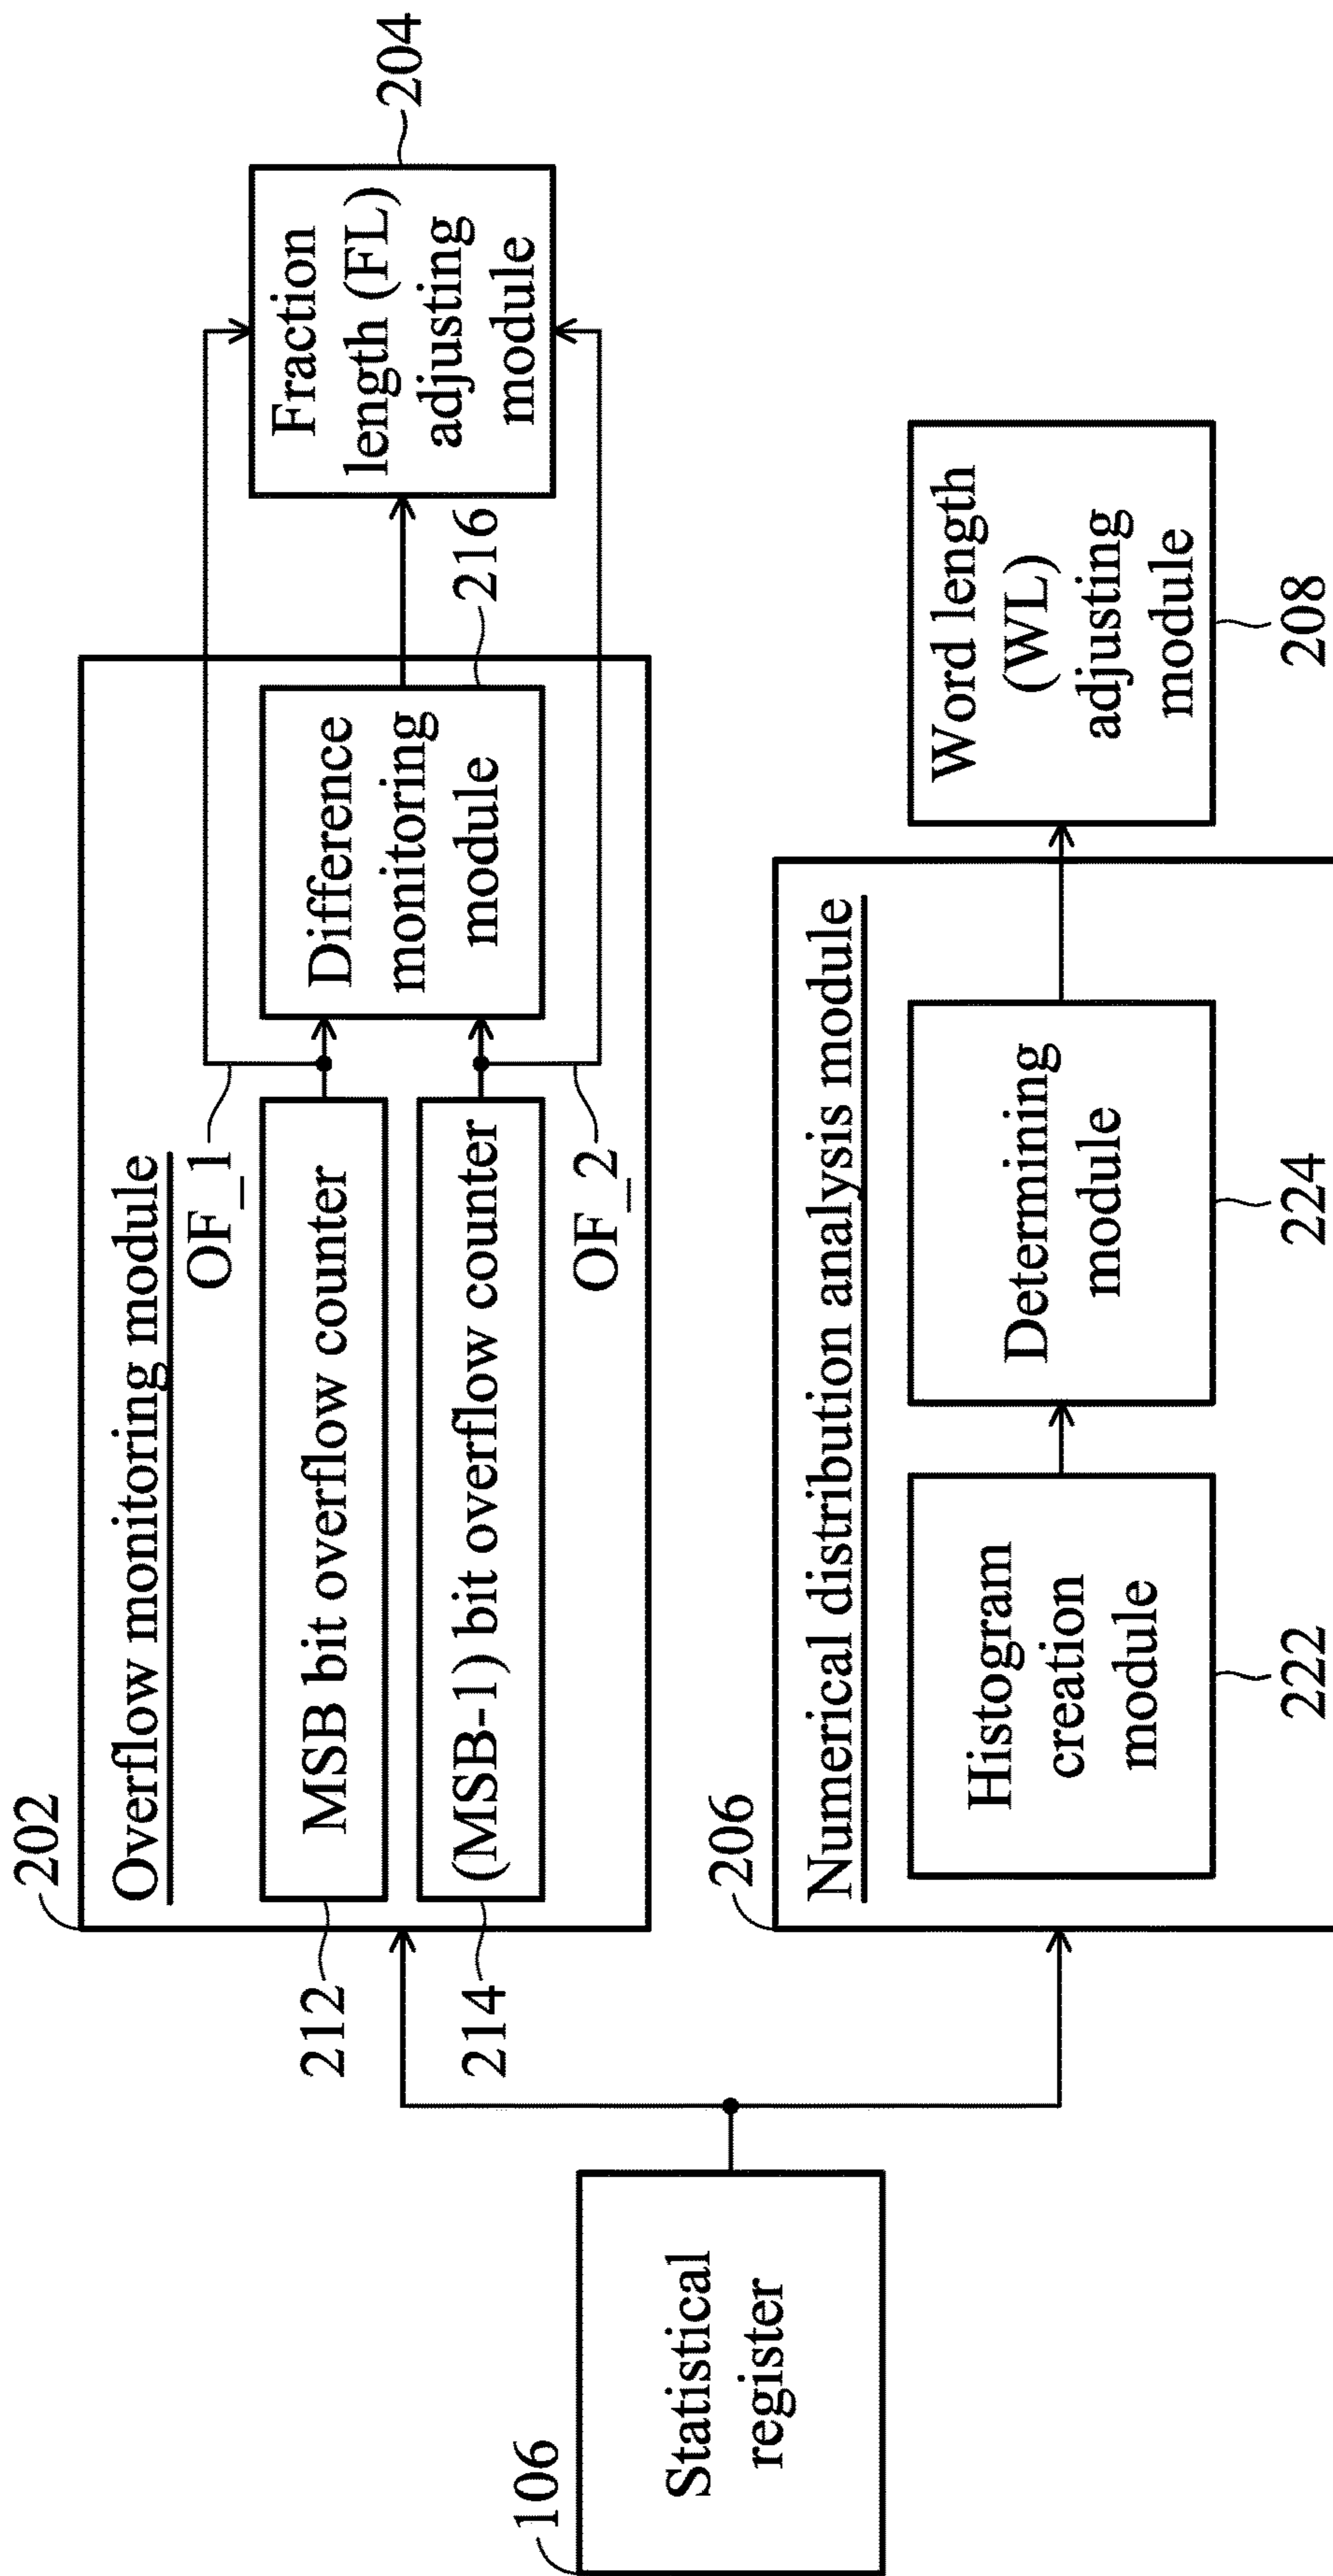 106
Statistical
register
202
Overflow monitoring module
OF_1
212
MSB bit overflow counter
214
(MSB-1) bit overflow counter
OF_2
Difference
monitoring
module
216
Fraction
length (FL)
adjusting
module
204
206
Numerical distribution analysis module
Histogram
creation
module
222
Determining
module
224
Word length
(WL)
adjusting
module
208